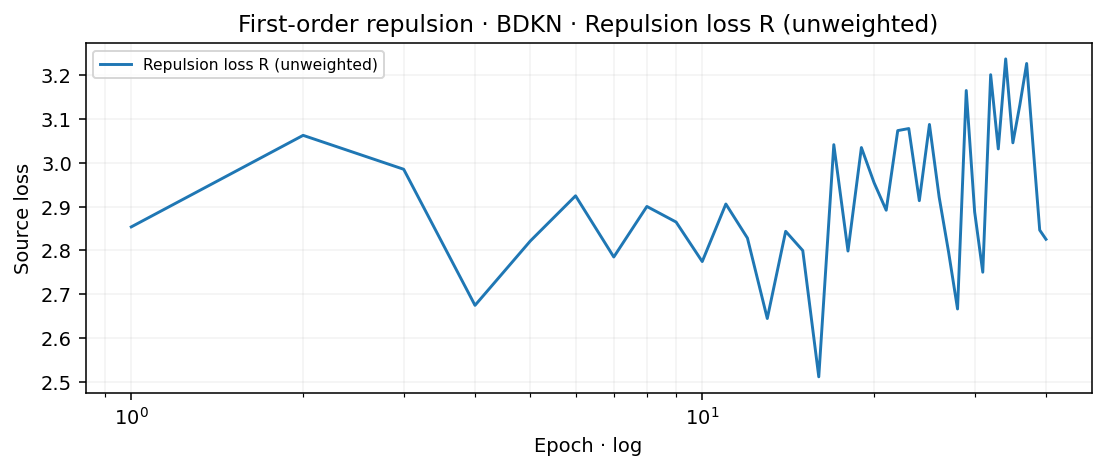 First-order repulsion · BDKN · Repulsion loss R (unweighted)
Repulsion loss R (unweighted)
3.2
3.1
3.0
2.9
2.8
2.7
2.6
2.5
Source loss
10⁰
10¹
Epoch · log